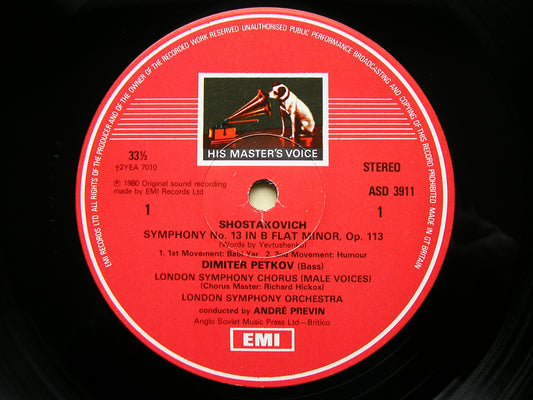 EMI RECORDS LTD ALL RIGHTS OF THE PRODUCER AND OF THE OWNER OF THE RECORDED WORK RESERVED UNAUTHORISED PUBLIC PERFORMANCE BROADCASTING AND COPYING OF THIS RECORD PROHIBITED MADE IN GT BRITAIN
HIS MASTER'S VOICE
33⅓
‡2YEA 7010
STEREO
℗ 1980 Original sound recording
made by EMI Records Ltd
ASD 3911
1
1
SHOSTAKOVICH
SYMPHONY No. 13 IN B FLAT MINOR, Op. 113
(Words by Yevtushenko)
1. 1st Movement: Babi Yar 2. 2nd Movement: Humour
DIMITER PETKOV (Bass)
LONDON SYMPHONY CHORUS (MALE VOICES)
(Chorus Master: Richard Hickox)
LONDON SYMPHONY ORCHESTRA
conducted by ANDRÉ PREVIN
Anglo Soviet Music Press Ltd—Britico
EMI